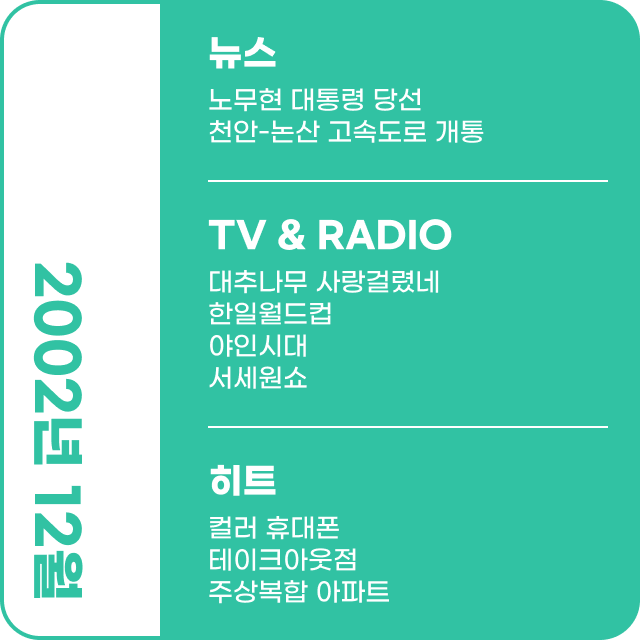 2002년 12월
뉴스
노무현 대통령 당선
천안-논산 고속도로 개통
TV & RADIO
대추나무 사랑걸렸네
한일월드컵
야인시대
서세원쇼
히트
컬러 휴대폰
테이크아웃점
주상복합 아파트